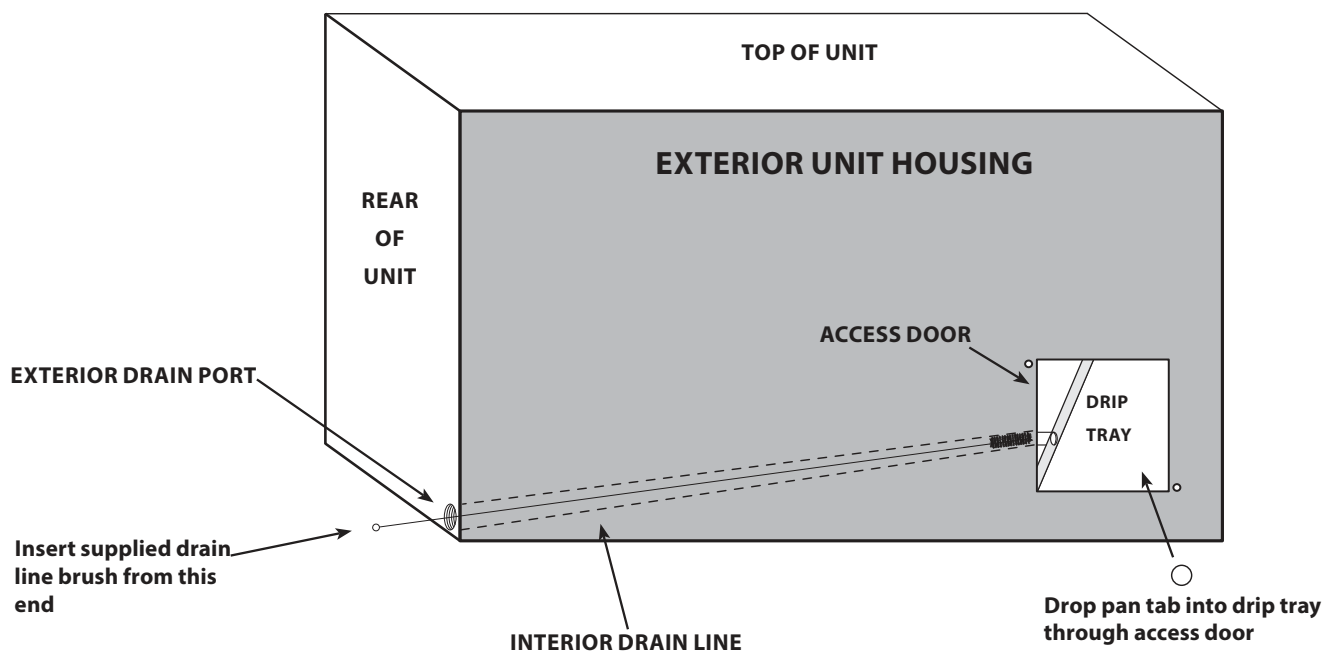 TOP OF UNIT
EXTERIOR UNIT HOUSING
REAR
OF
UNIT
ACCESS DOOR
EXTERIOR DRAIN PORT
DRIP
TRAY
Insert supplied drain
line brush from this
end
INTERIOR DRAIN LINE
Drop pan tab into drip tray
through access door